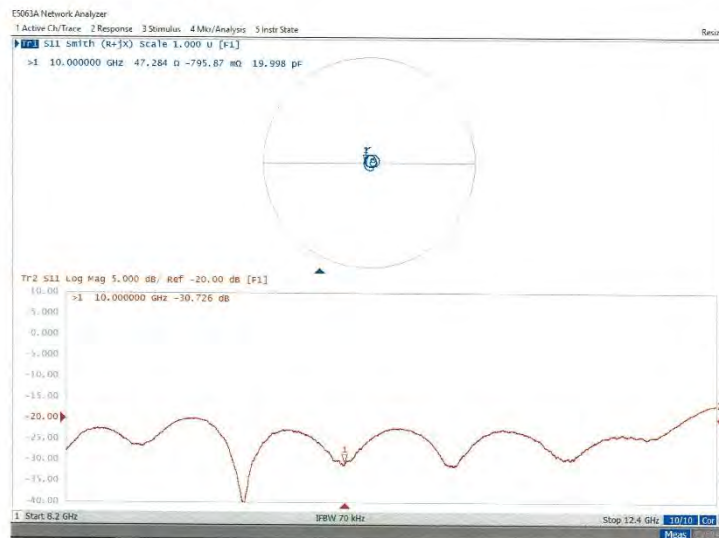 E5063A Network Analyzer
1 Active Ch/Trace 2 Response 3 Stimulus 4 Mkr/Analysis 5 Instr State
Resiz
Tr1 S11 Smith (R+jX) Scale 1.000 U [F1]
>1 10.000000 GHz 47.284 Ω -795.87 mΩ 19.998 pF
Tr2 S11 Log Mag 5.000 dB/ Ref -20.00 dB [F1]
10.00
>1 10.000000 GHz -30.726 dB
5.000
0.000
-5.000
-10.00
-15.00
-20.00
-25.00
-30.00
-35.00
-40.00
1
1 Start 8.2 GHz IFBW 70 kHz Stop 12.4 GHz 10/10 Cor
Meas